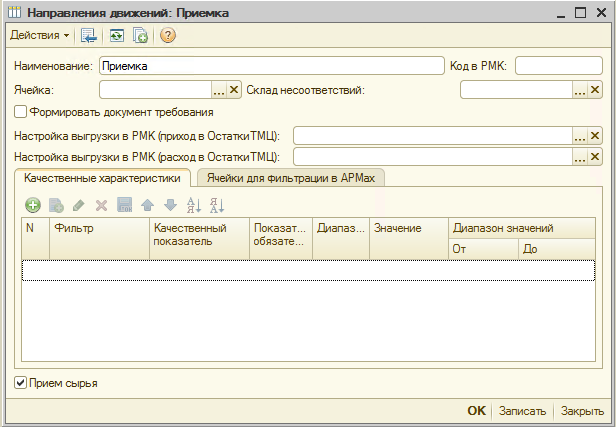 Направления движений: Приемка
Действия
Наименование: Приемка Код в РМК:
Ячейка: ... Склад несоответствий: ...
Формировать документ требования
Настройка выгрузки в РМК (приход в ОстаткиТМЦ): ...
Настройка выгрузки в РМК (расход в ОстаткиТМЦ): ...
Качественные характеристики Ячейки для фильтрации в АРМах
N Фильтр Качественный показатель Показат... обязате... Диапаз... Значение Диапазон значений
От До
Прием сырья
OK Записать Закрыть